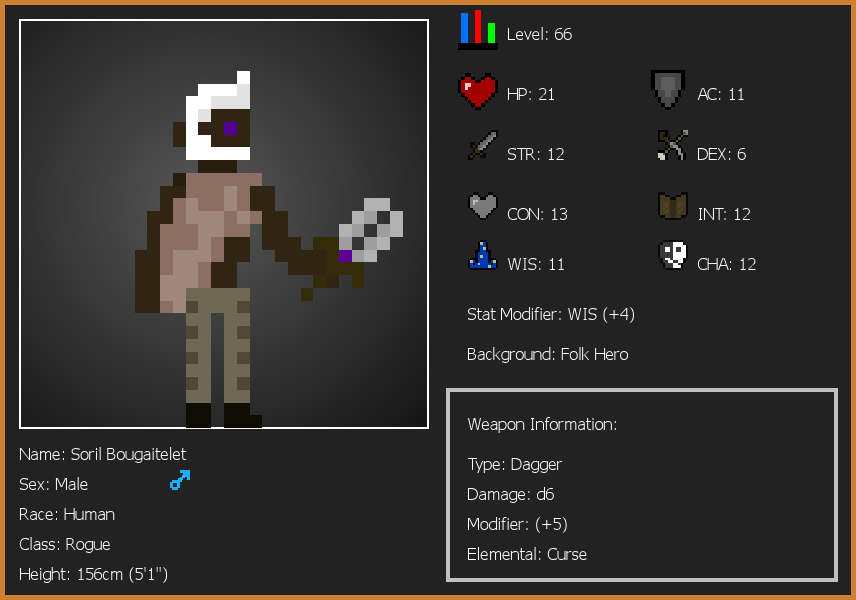 Level: 66
HP: 21
AC: 11
STR: 12
DEX: 6
CON: 13
INT: 12
WIS: 11
CHA: 12
Stat Modifier: WIS (+4)
Background: Folk Hero
Weapon Information:
Type: Dagger
Damage: d6
Modifier: (+5)
Elemental: Curse
Name: Soril Bougaitelet
Sex: Male
Race: Human
Class: Rogue
Height: 156cm (5'1")